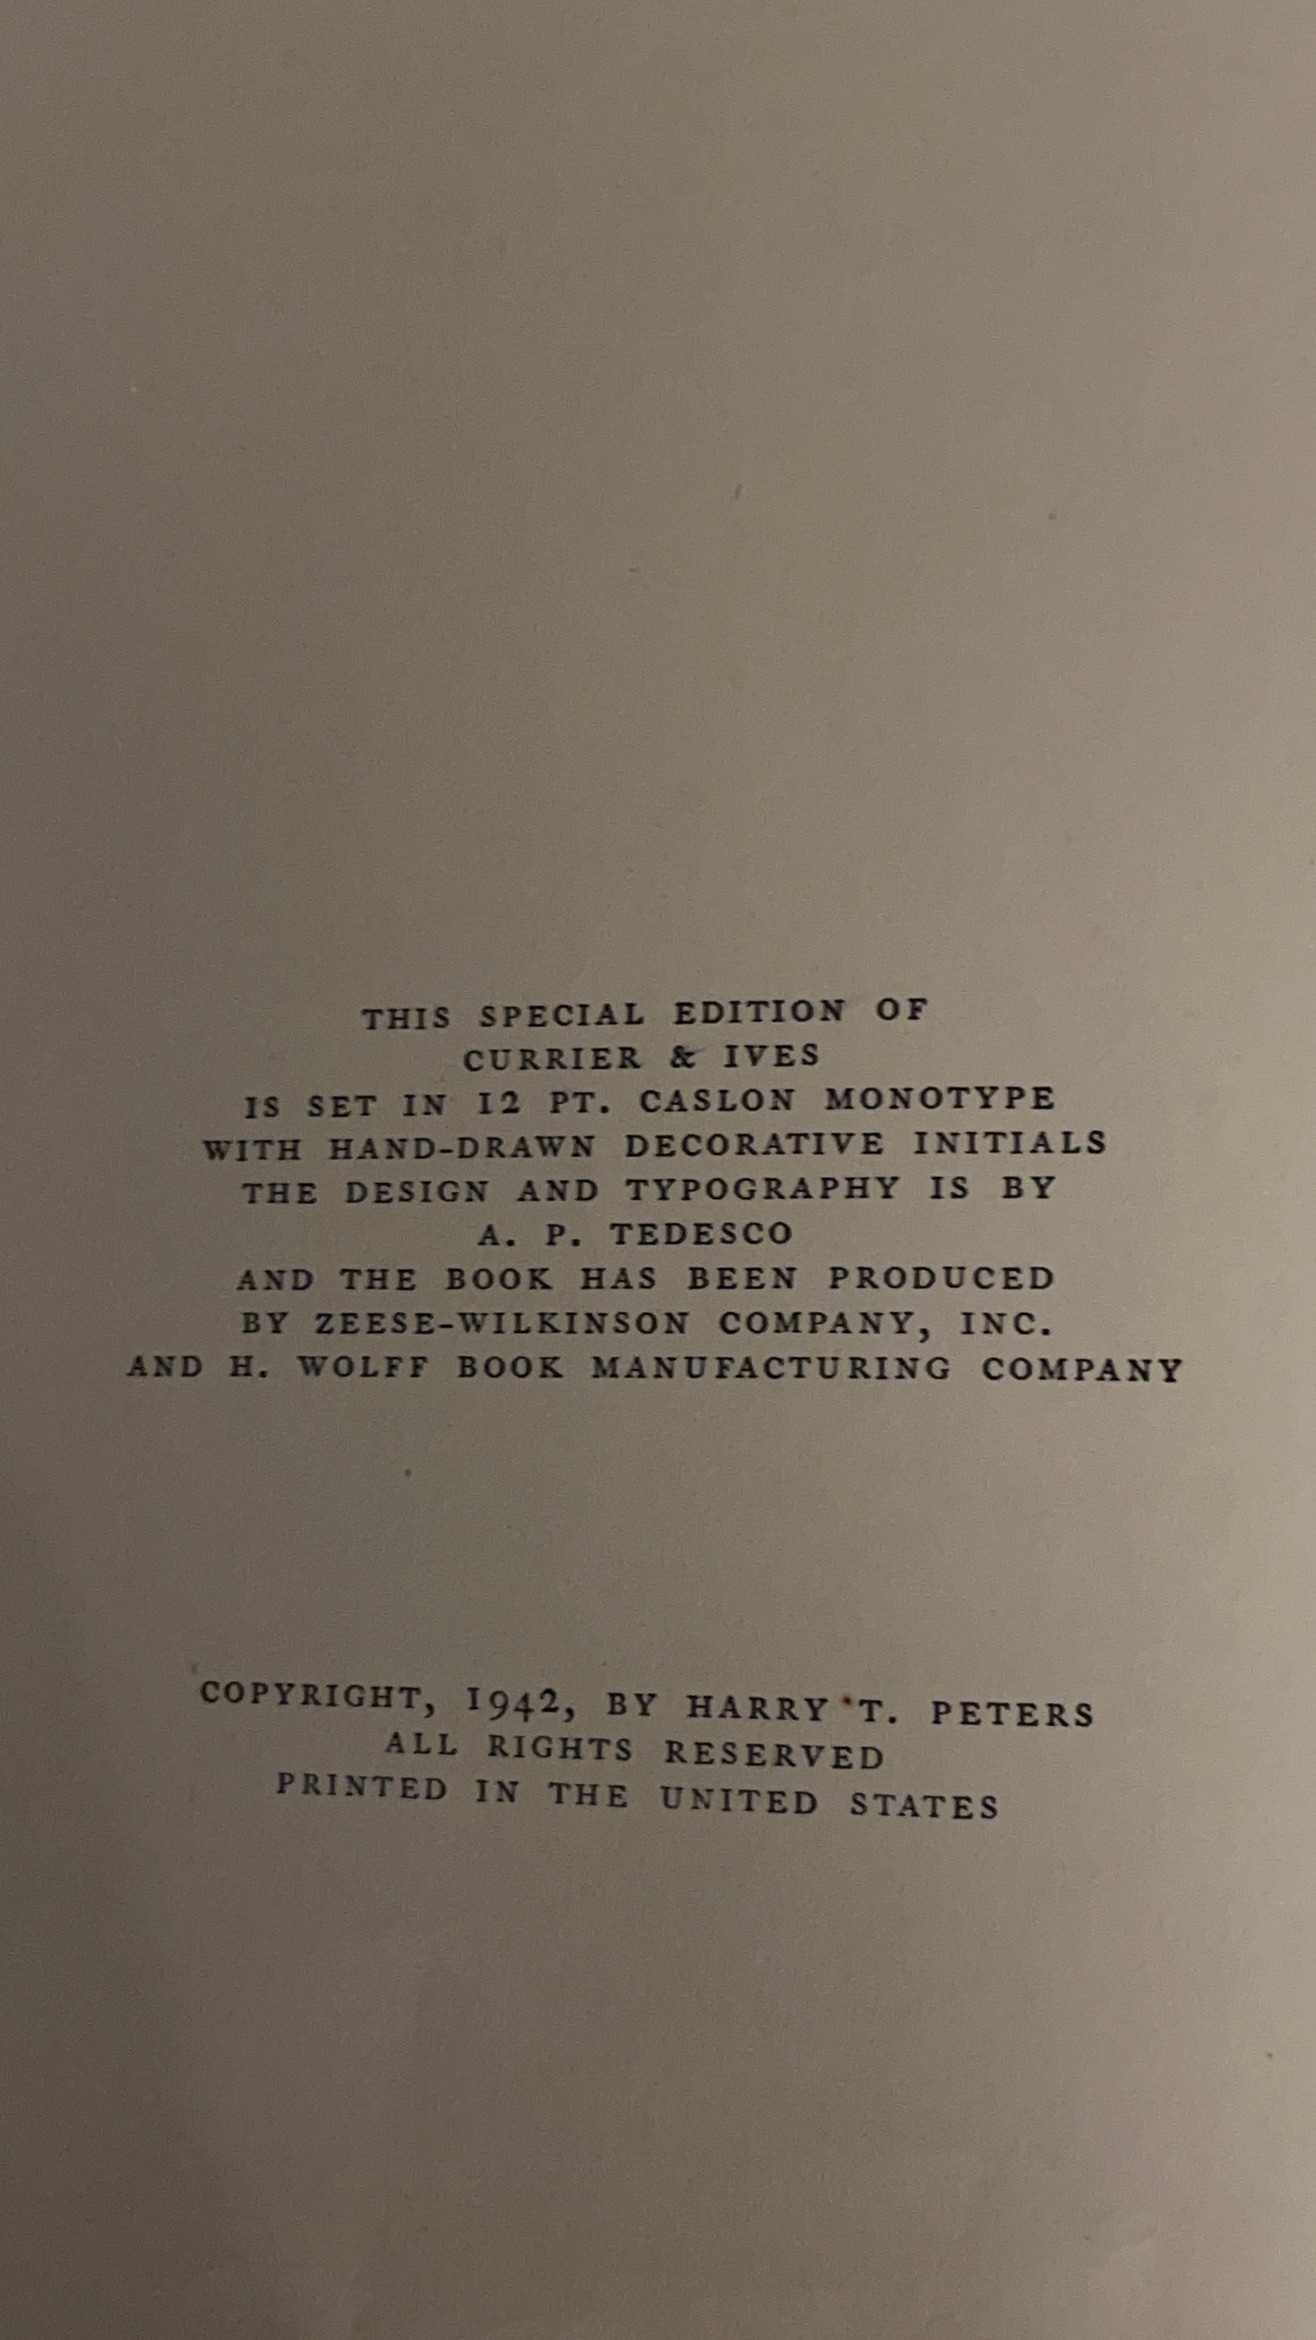 THIS SPECIAL EDITION OF
CURRIER & IVES
IS SET IN 12 PT. CASLON MONOTYPE
WITH HAND-DRAWN DECORATIVE INITIALS
THE DESIGN AND TYPOGRAPHY IS BY
A. P. TEDESCO
AND THE BOOK HAS BEEN PRODUCED
BY ZEESE-WILKINSON COMPANY, INC.
AND H. WOLFF BOOK MANUFACTURING COMPANY
COPYRIGHT, 1942, BY HARRY T. PETERS
ALL RIGHTS RESERVED
PRINTED IN THE UNITED STATES